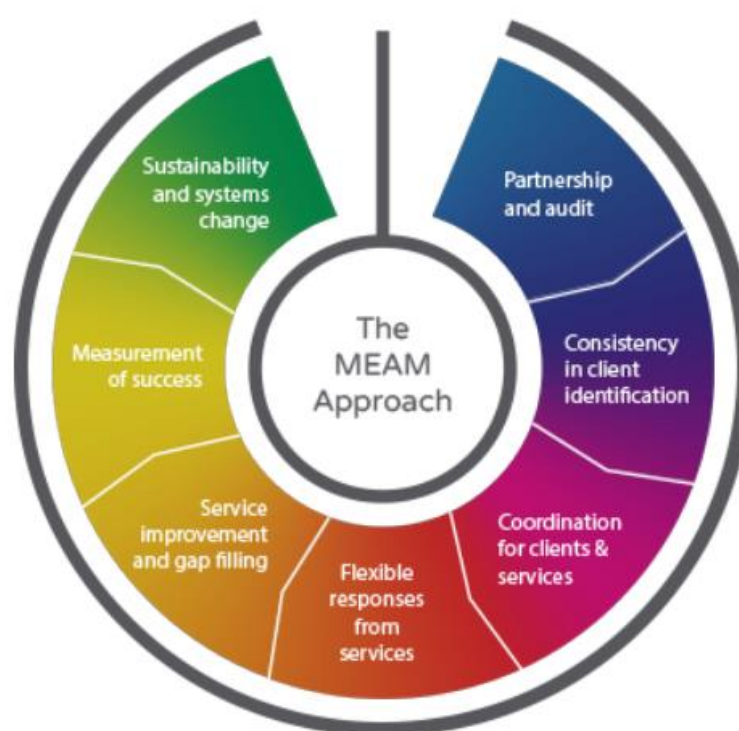 The
MEAM
Approach
Partnership
and audit
Consistency
in client
identification
Coordination
for clients &
services
Flexible
responses
from
services
Service
improvement
and gap filling
Measurement
of success
Sustainability
and systems
change